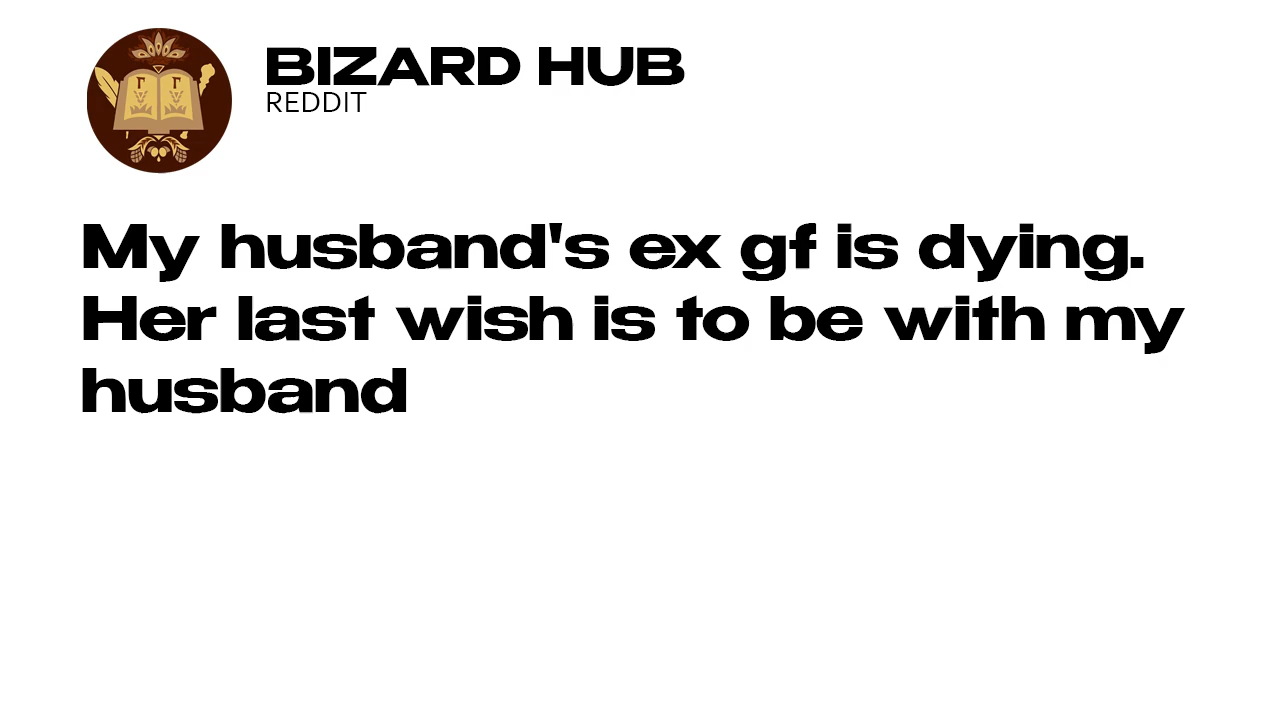 BIZARD HUB
REDDIT
My husband's ex gf is dying.
Her last wish is to be with my
husband